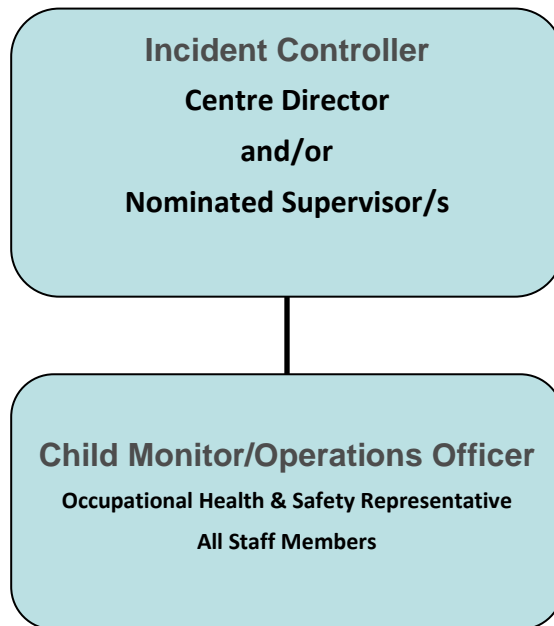 Incident Controller
Centre Director
and/or
Nominated Supervisor/s
Child Monitor/Operations Officer
Occupational Health & Safety Representative
All Staff Members